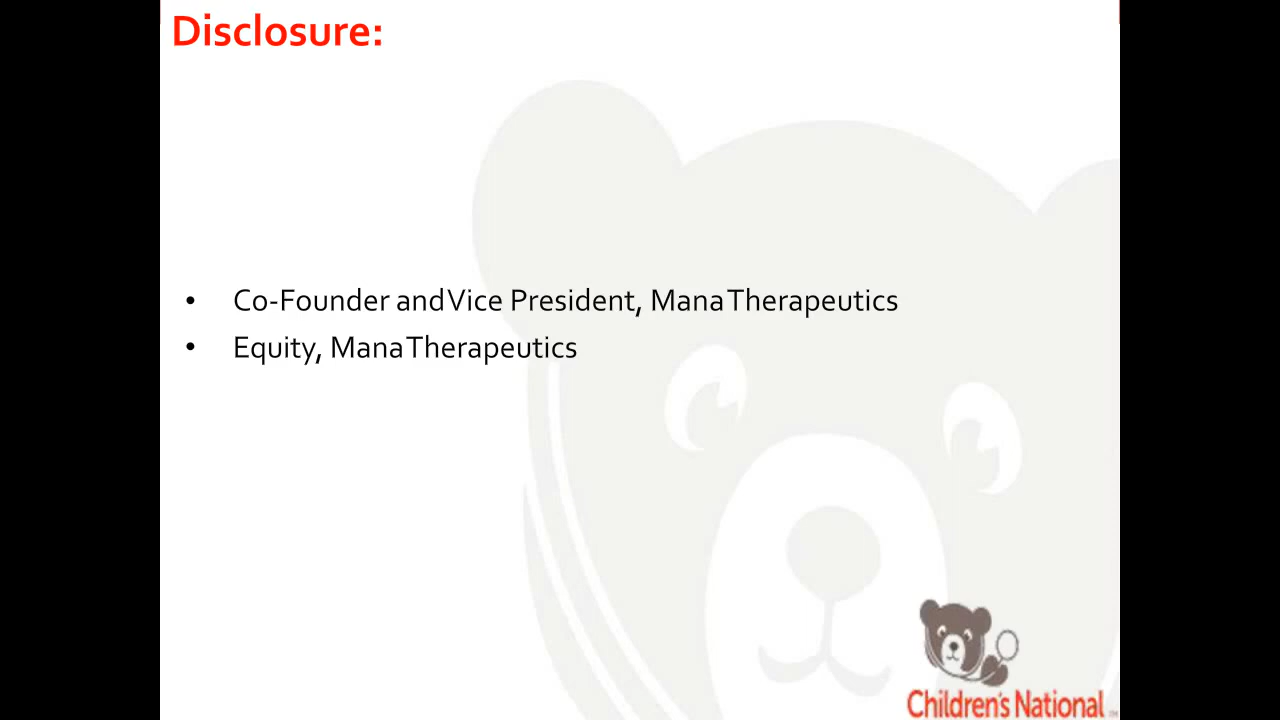 Disclosure:
• Co-Founder and Vice President, Mana Therapeutics
• Equity, Mana Therapeutics
Children's National